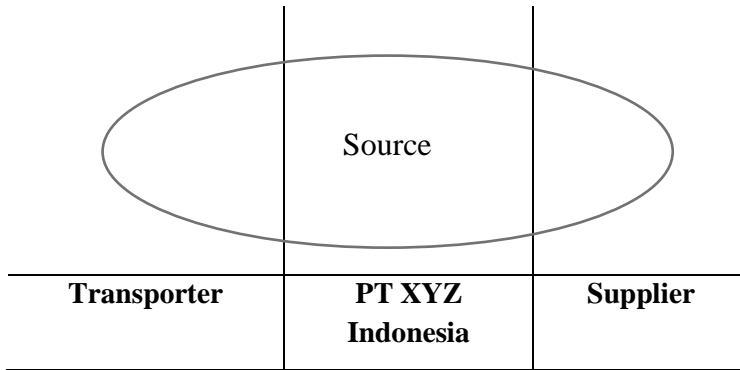 Source
Transporter
PT XYZ
Indonesia
Supplier